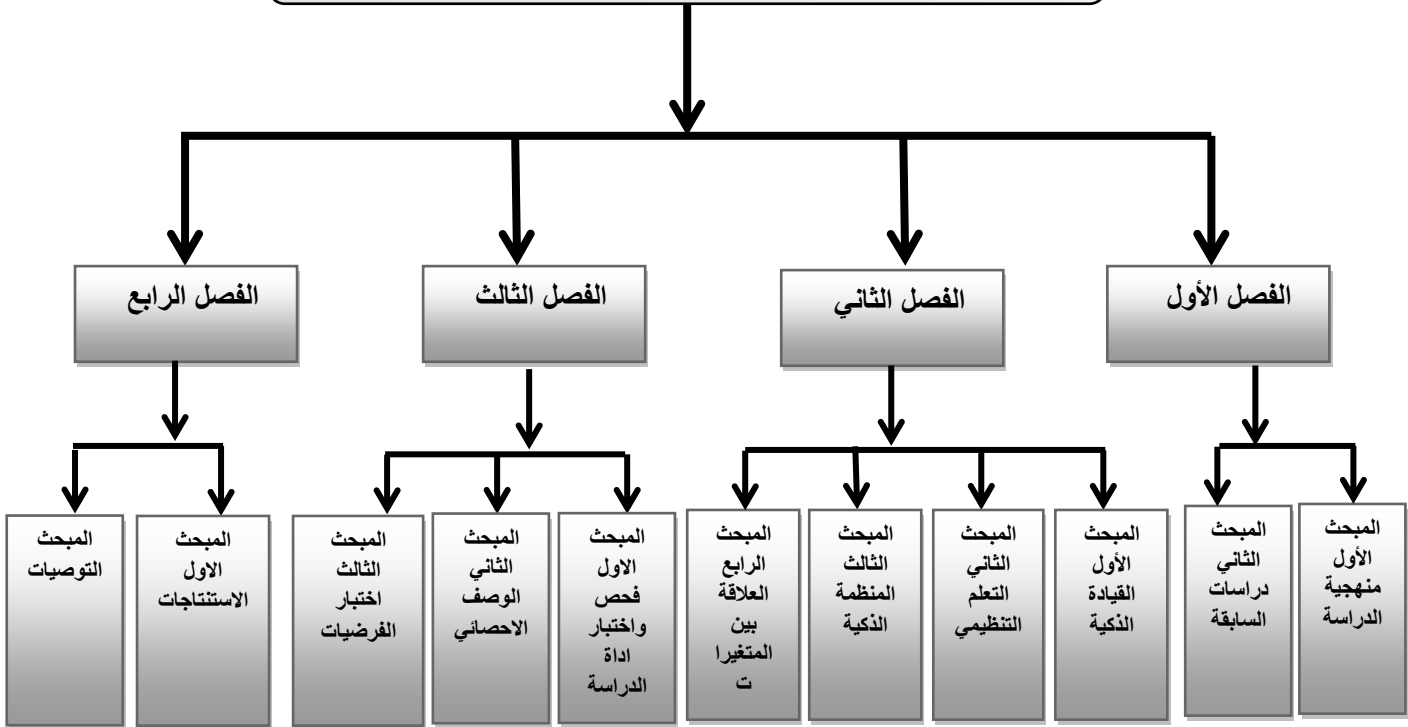 الفصل الأول
الفصل الثاني
الفصل الثالث
الفصل الرابع
المبحث
الأول
منهجية
الدراسة
المبحث
الثاني
دراسات
السابقة
المبحث
الأول
القيادة
الذكية
المبحث
الثاني
التعلم
التنظيمي
المبحث
الثالث
المنظمة
الذكية
المبحث
الرابع
العلاقة
بين
المتغيرا
ت
المبحث
الاول
فحص
واختبار
اداة
الدراسة
المبحث
الثاني
الوصف
الاحصائي
المبحث
الثالث
اختبار
الفرضيات
المبحث
الاول
الاستنتاجات
المبحث
التوصيات